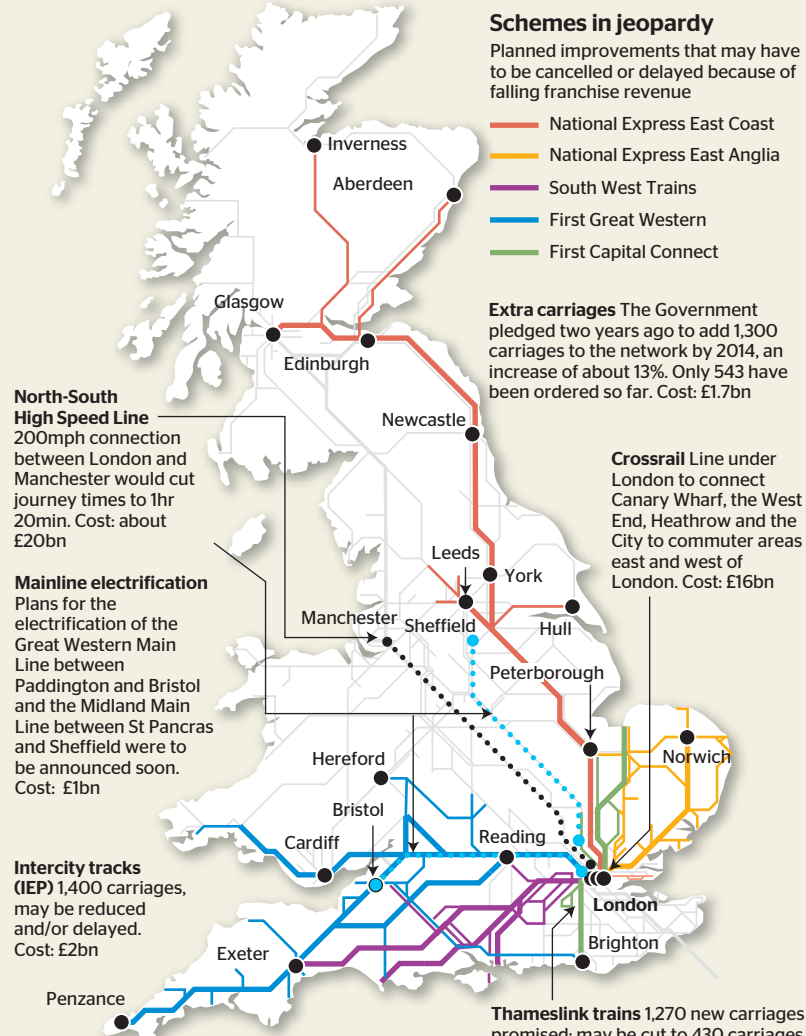 Schemes in jeopardy
Planned improvements that may have
to be cancelled or delayed because of
falling franchise revenue
National Express East Coast
National Express East Anglia
South West Trains
First Great Western
First Capital Connect
Extra carriages The Government
pledged two years ago to add 1,300
carriages to the network by 2014, an
increase of about 13%. Only 543 have
been ordered so far. Cost: £1.7bn
Inverness
Aberdeen
Glasgow
Edinburgh
Newcastle
North-South
High Speed Line
200mph connection
between London and
Manchester would cut
journey times to 1hr
20min. Cost: about
£20bn
Crossrail Line under
London to connect
Canary Wharf, the West
End, Heathrow and the
City to commuter areas
east and west of
London. Cost: £16bn
Leeds
York
Manchester
Sheffield
Hull
Peterborough
Mainline electrification
Plans for the
electrification of the
Great Western Main
Line between
Paddington and Bristol
and the Midland Main
Line between St Pancras
and Sheffield were to
be announced soon.
Cost: £1bn
Norwich
Hereford
Bristol
Cardiff
Reading
London
Brighton
Intercity tracks
(IEP) 1,400 carriages,
may be reduced
and/or delayed.
Cost: £2bn
Exeter
Penzance
Thameslink trains 1,270 new carriages
promised; may be cut to 430 carriages